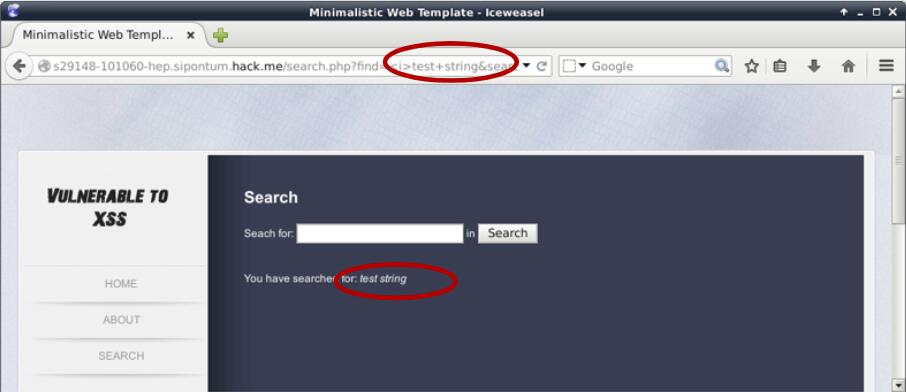 Minimalistic Web Template - Iceweasel
Minimalistic Web Templ...
s29148-101060-hep.sipontum.hack.me/search.php?find=<i>test+string&sear
Google
VULNERABLE TO
XSS
HOME
ABOUT
SEARCH
Search
Seach for: in Search
You have searched for: test string